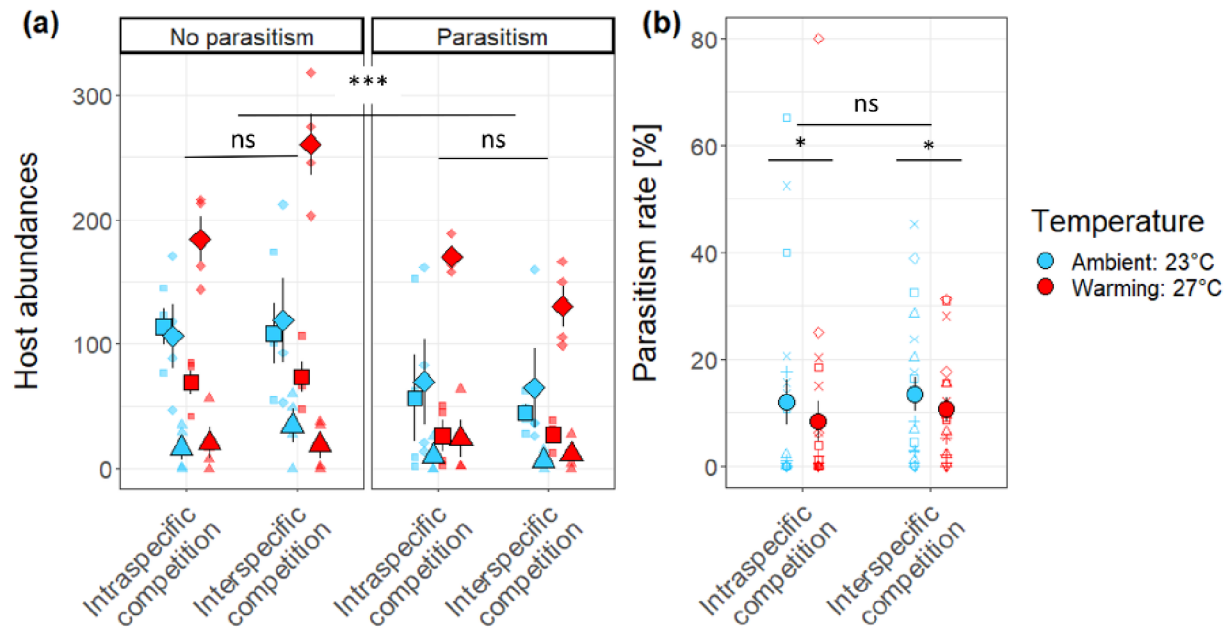 (a)
No parasitism
Parasitism
***
ns
ns
Host abundances
300
200
100
0
Intraspecific
competition
Interspecific
competition
Intraspecific
competition
Interspecific
competition
(b)
Parasitism rate [%]
80
60
40
20
0
ns
*
*
Intraspecific
competition
Interspecific
competition
Temperature
Ambient: 23°C
Warming: 27°C